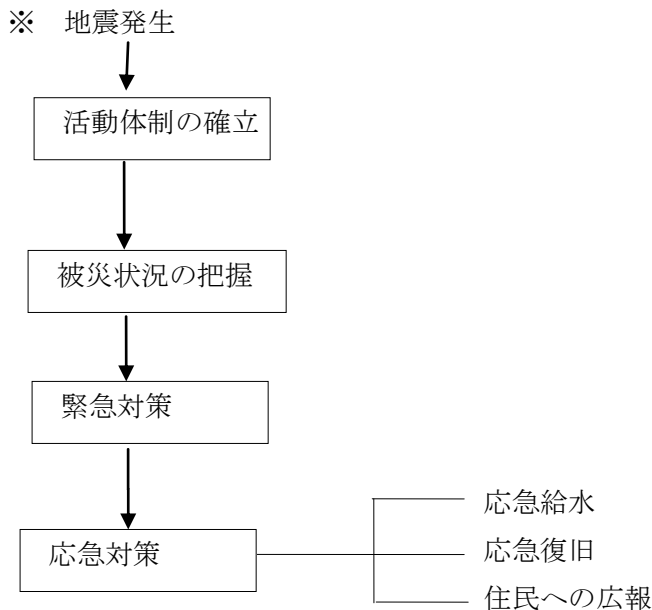 ※　地震発生
活動体制の確立
被災状況の把握
緊急対策
応急対策
応急給水
応急復旧
住民への広報